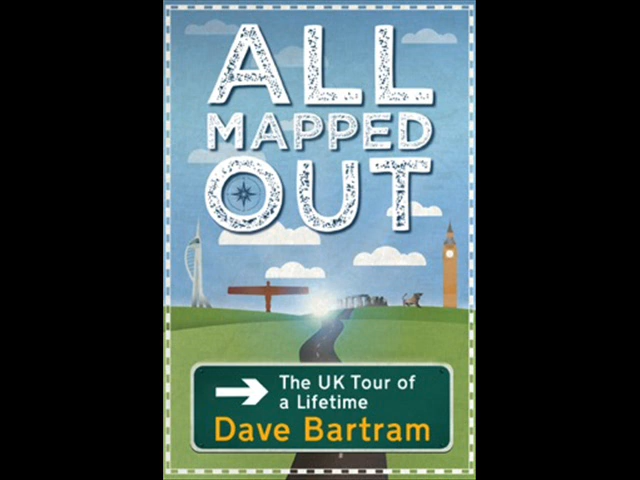 ALL
MAPPED
OUT
The UK Tour of
a Lifetime
Dave Bartram